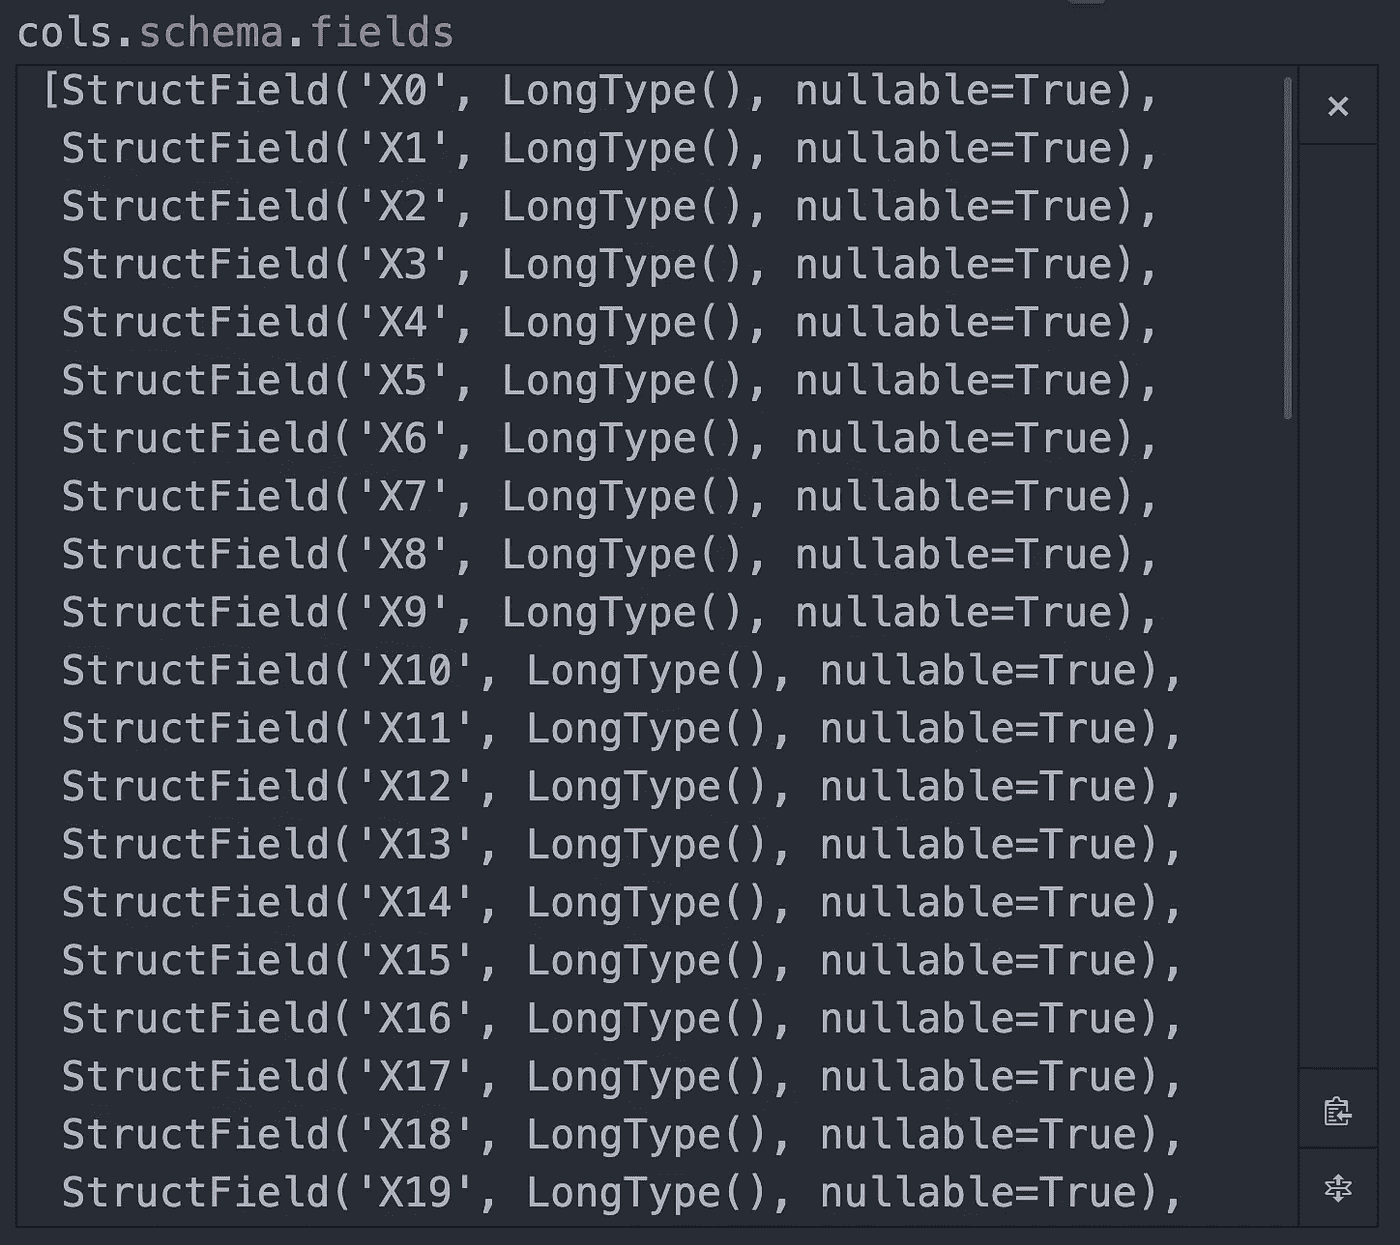 cols.schema.fields
[StructField('X0', LongType(), nullable=True),
StructField('X1', LongType(), nullable=True),
StructField('X2', LongType(), nullable=True),
StructField('X3', LongType(), nullable=True),
StructField('X4', LongType(), nullable=True),
StructField('X5', LongType(), nullable=True),
StructField('X6', LongType(), nullable=True),
StructField('X7', LongType(), nullable=True),
StructField('X8', LongType(), nullable=True),
StructField('X9', LongType(), nullable=True),
StructField('X10', LongType(), nullable=True),
StructField('X11', LongType(), nullable=True),
StructField('X12', LongType(), nullable=True),
StructField('X13', LongType(), nullable=True),
StructField('X14', LongType(), nullable=True),
StructField('X15', LongType(), nullable=True),
StructField('X16', LongType(), nullable=True),
StructField('X17', LongType(), nullable=True),
StructField('X18', LongType(), nullable=True),
StructField('X19', LongType(), nullable=True),